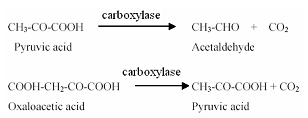 carboxylase
CH₃-CO-COOH CH₃-CHO + CO₂
Pyruvic acid Acetaldehyde
carboxylase
COOH-CH₂-CO-COOH CH₃-CO-COOH + CO₂
Oxaloacetic acid Pyruvic acid